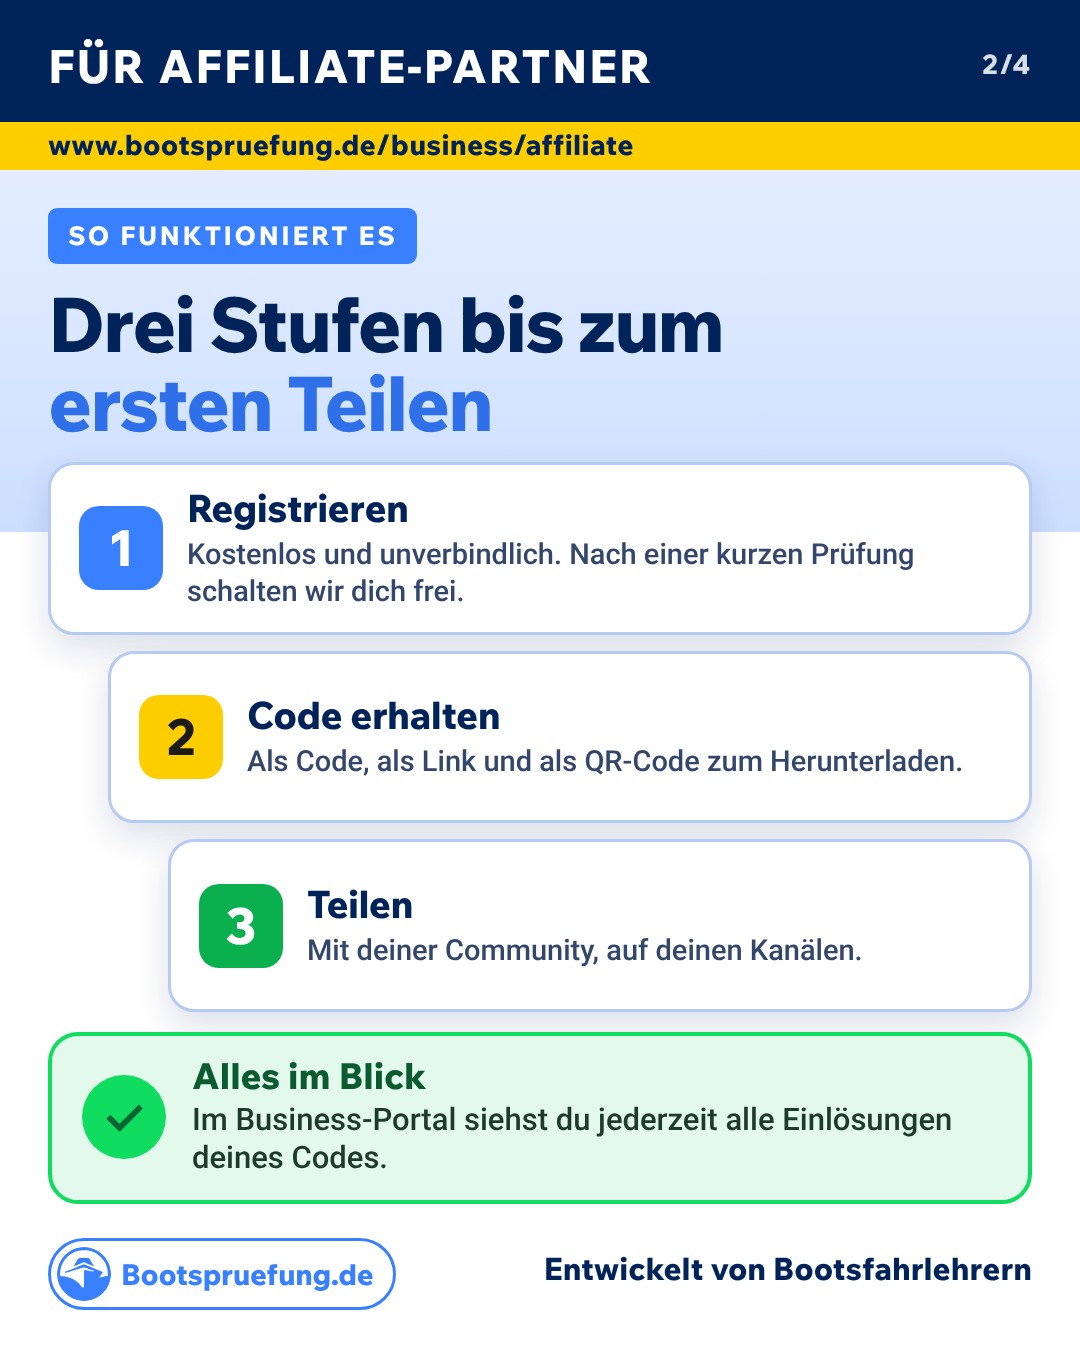 FÜR AFFILIATE-PARTNER
2/4
www.bootspruefung.de/business/affiliate
SO FUNKTIONIERT ES
Drei Stufen bis zum
ersten Teilen
1
Registrieren
Kostenlos und unverbindlich. Nach einer kurzen Prüfung
schalten wir dich frei.
2
Code erhalten
Als Code, als Link und als QR-Code zum Herunterladen.
3
Teilen
Mit deiner Community, auf deinen Kanälen.
Alles im Blick
Im Business-Portal siehst du jederzeit alle Einlösungen
deines Codes.
Bootspruefung.de
Entwickelt von Bootsfahrlehrern